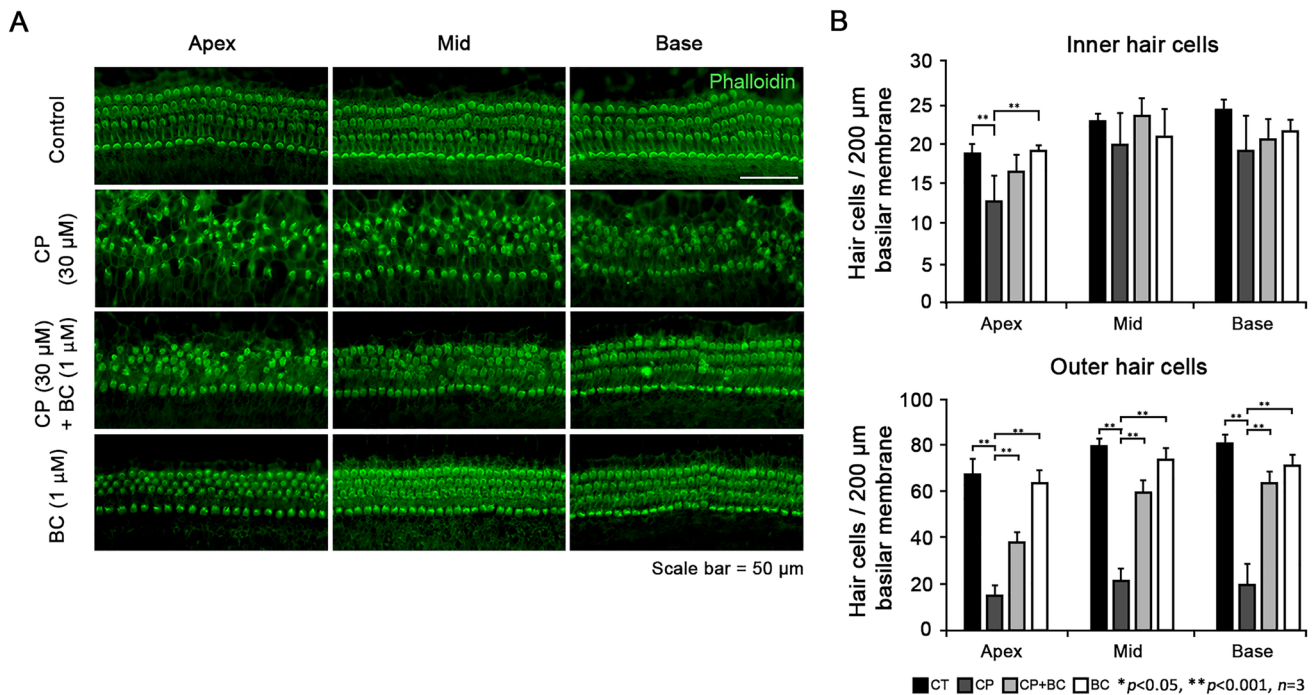 A
Apex Mid Base
Phalloidin
Control
CP
(30 µM)
CP (30 µM)
+ BC (1 µM)
BC (1 µM)
Scale bar = 50 µm
B
Inner hair cells
Hair cells / 200 µm
basilar membrane
30
25
20
15
10
5
0
** **
Apex Mid Base
Outer hair cells
Hair cells / 200 µm
basilar membrane
100
80
60
40
20
0
** ** **
** ** **
** ** **
Apex Mid Base
CT CP CP+BC BC *p<0.05, **p<0.001, n=3